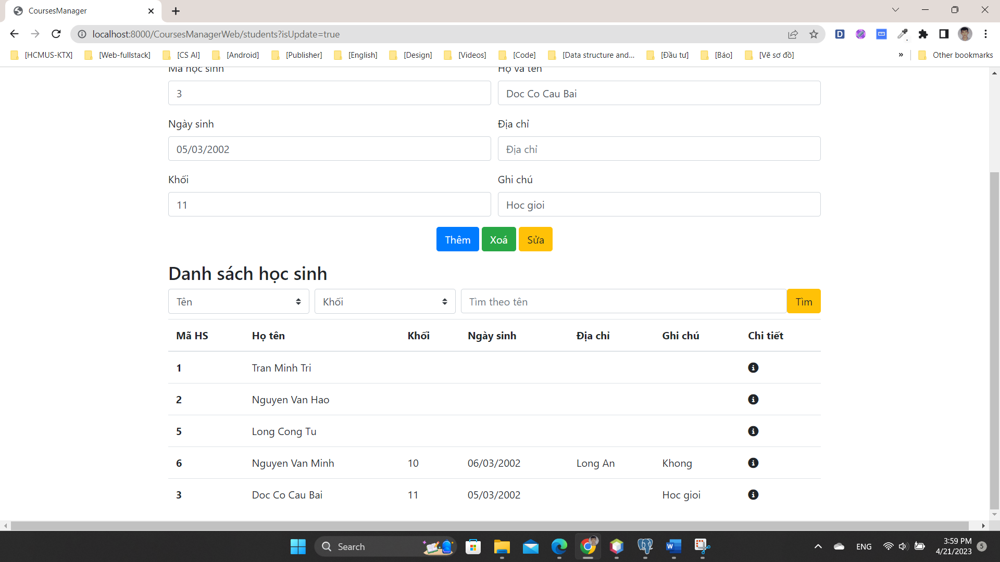 CoursesManager
localhost:8000/CoursesManagerWeb/students?isUpdate=true
[HCMUS-KTX] [Web-fullstack] [CS AI] [Android] [Publisher] [English] [Design] [Videos] [Code] [Data structure and... [Đầu tư] [Báo] [Vẽ sơ đồ] » Other bookmarks
Mã học sinh Họ và tên
3 Doc Co Cau Bai
Ngày sinh Địa chỉ
05/03/2002 Địa chỉ
Khối Ghi chú
11 Hoc gioi
Thêm Xoá Sửa
Danh sách học sinh
Tên Khối Tìm theo tên Tìm
Mã HS Họ tên Khối Ngày sinh Địa chỉ Ghi chú Chi tiết
1 Tran Minh Tri
2 Nguyen Van Hao
5 Long Cong Tu
6 Nguyen Van Minh 10 06/03/2002 Long An Khong
3 Doc Co Cau Bai 11 05/03/2002 Hoc gioi
Search ENG 3:59 PM
4/21/2023 5